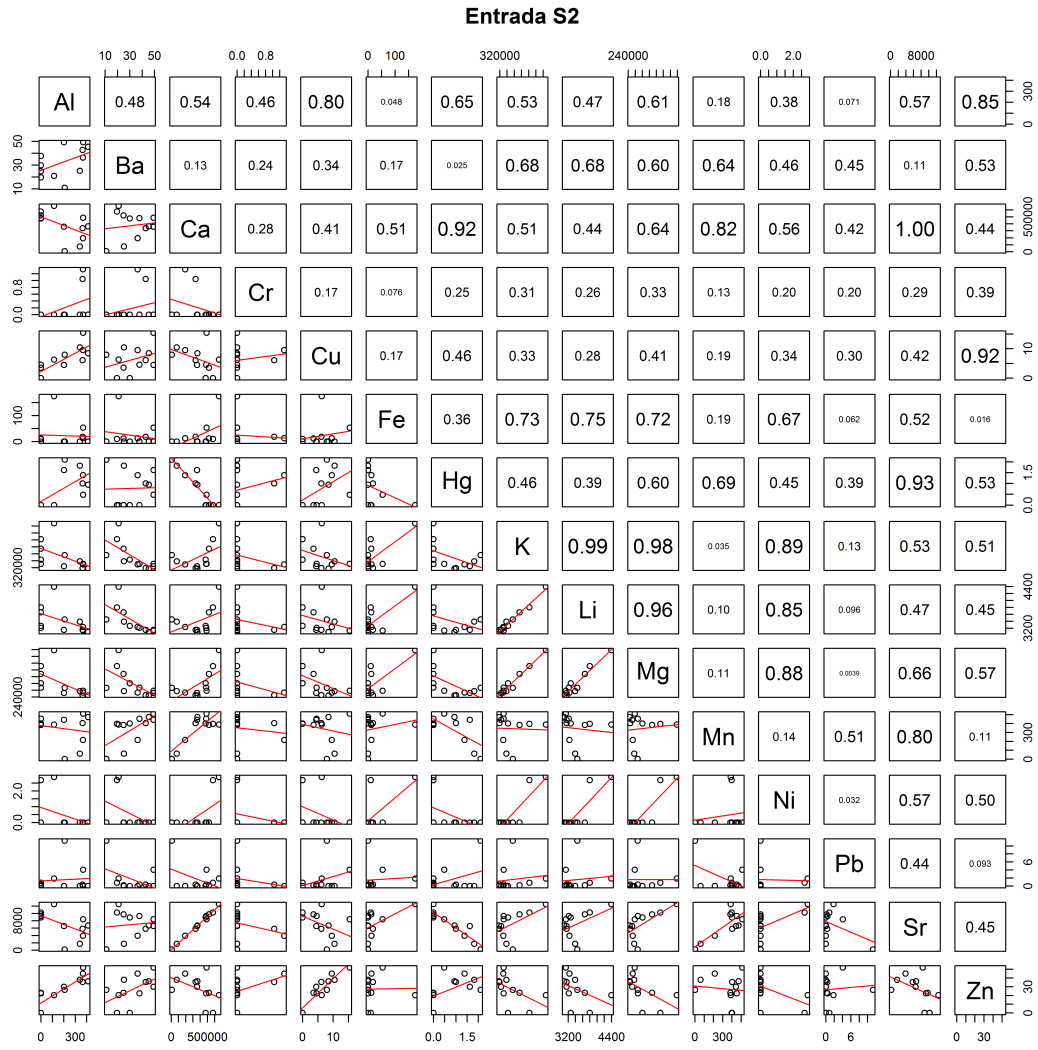 Entrada S2
10 30 50 0.0 0.8 0 100 320000 240000 0.0 2.0 0 8000
Al 0.48 0.54 0.46 0.80 0.048 0.65 0.53 0.47 0.61 0.18 0.38 0.071 0.57 0.85 0 300
10 30 50 Ba 0.13 0.24 0.34 0.17 0.025 0.68 0.68 0.60 0.64 0.46 0.45 0.11 0.53
Ca 0.28 0.41 0.51 0.92 0.51 0.44 0.64 0.82 0.56 0.42 1.00 0.44 0 500000
0.0 0.8 Cr 0.17 0.076 0.25 0.31 0.26 0.33 0.13 0.20 0.20 0.29 0.39
Cu 0.17 0.46 0.33 0.28 0.41 0.19 0.34 0.30 0.42 0.92 0 10
0 100 Fe 0.36 0.73 0.75 0.72 0.19 0.67 0.062 0.52 0.016
Hg 0.46 0.39 0.60 0.69 0.45 0.39 0.93 0.53 0.0 1.5
320000 K 0.99 0.98 0.035 0.89 0.13 0.53 0.51
Li 0.96 0.10 0.85 0.096 0.47 0.45 2200 4400
240000 Mg 0.11 0.88 0.0039 0.66 0.57
Mn 0.14 0.51 0.80 0.11 0 300
0.0 2.0 Ni 0.032 0.57 0.50
Pb 0.44 0.093 0 6
0 8000 Sr 0.45
Zn 0 30
0 300 0 500000 0 10 0.0 1.5 3200 4400 0 300 0 6 0 30